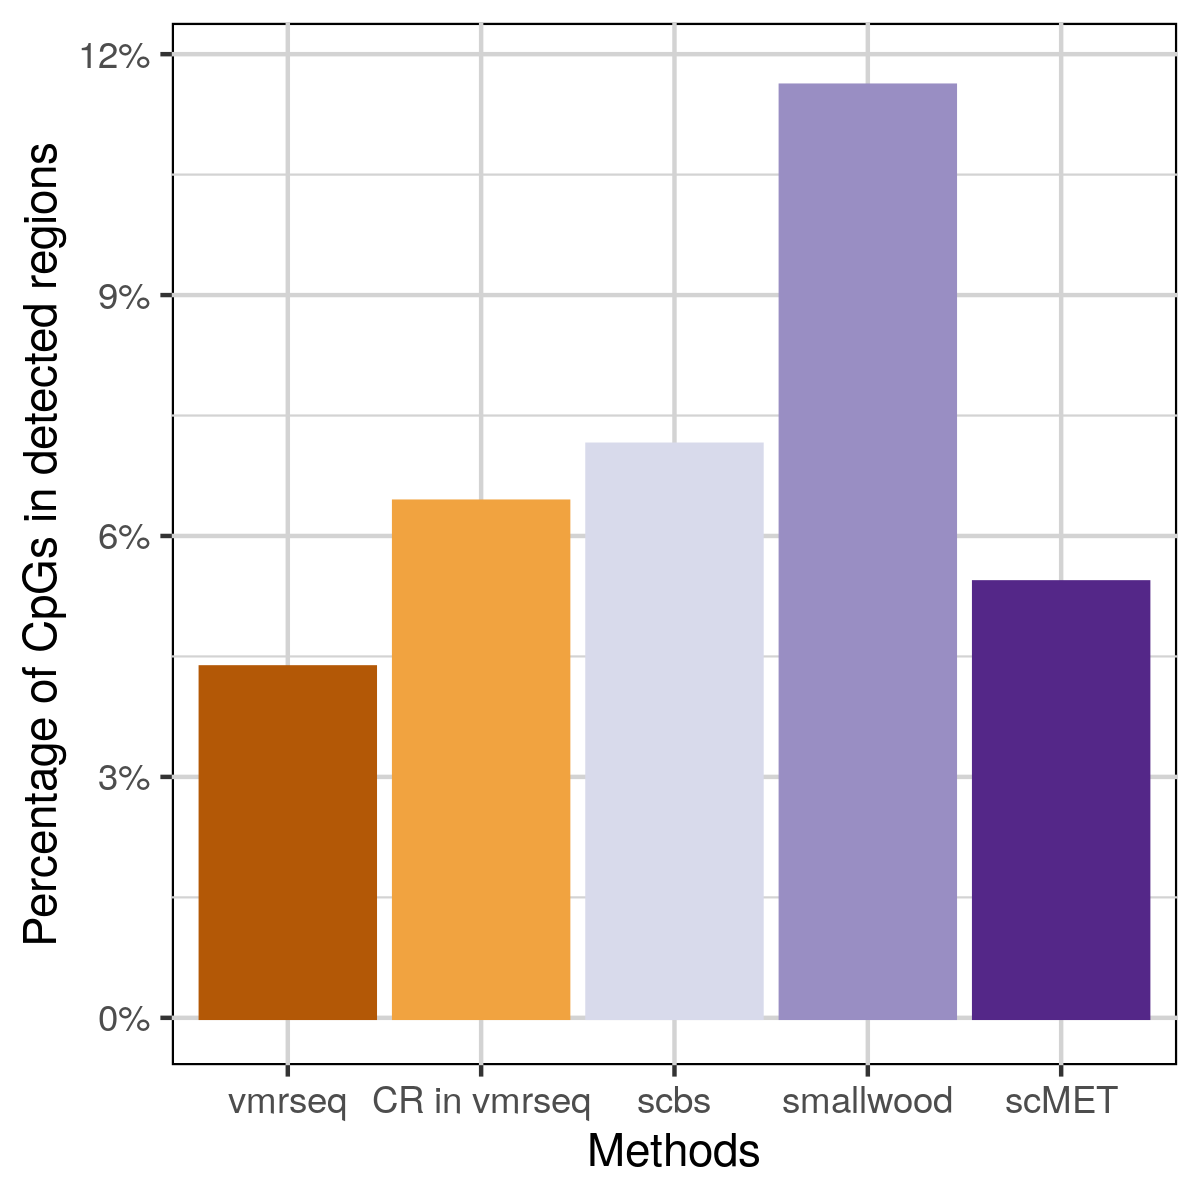 Percentage of CpGs in detected regions
12%
9%
6%
3%
0%
vmrseq CR in vmrseq scbs smallwood scMET
Methods